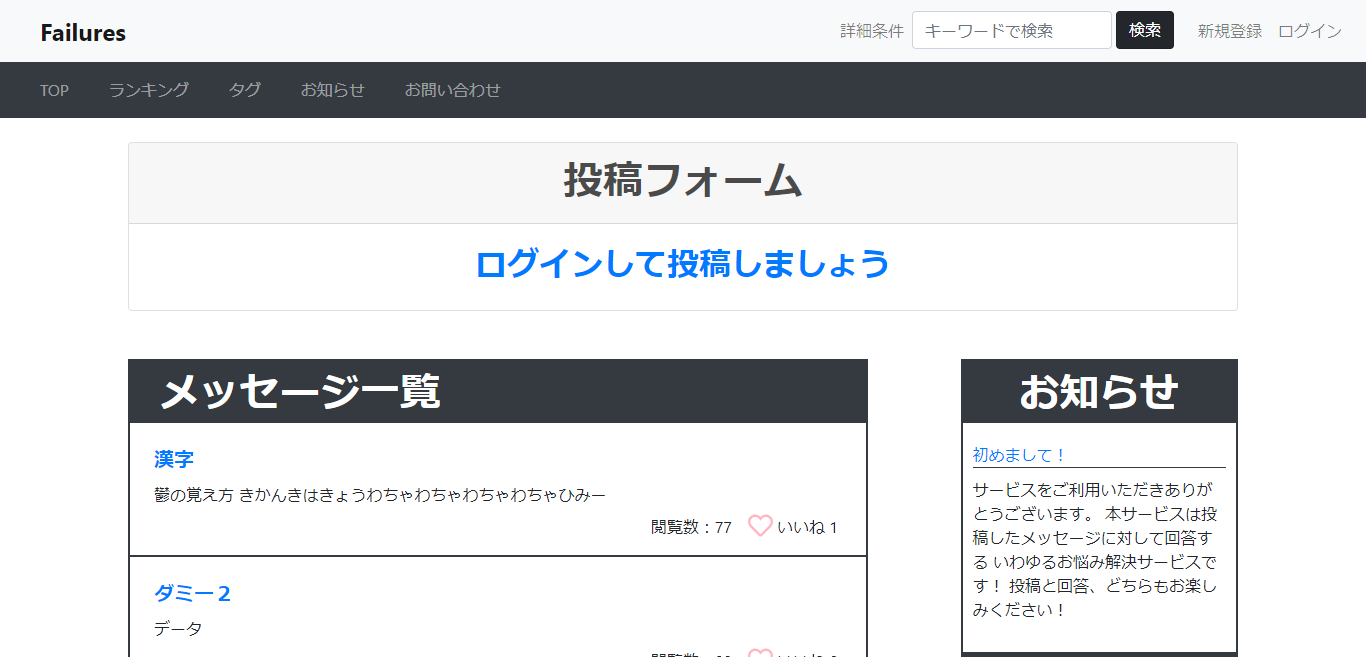 Failures
詳細条件 キーワードで検索 検索 新規登録 ログイン
TOP ランキング タグ お知らせ お問い合わせ
投稿フォーム
ログインして投稿しましょう
メッセージ一覧
漢字
鬱の覚え方 きかんきはきょうわちゃわちゃわちゃわちゃひみー
閲覧数：77 いいね 1
ダミー２
データ
お知らせ
初めまして！
サービスをご利用いただきありが
とうございます。 本サービスは投
稿したメッセージに対して回答す
る いわゆるお悩み解決サービスで
す！ 投稿と回答、どちらもお楽し
みください！